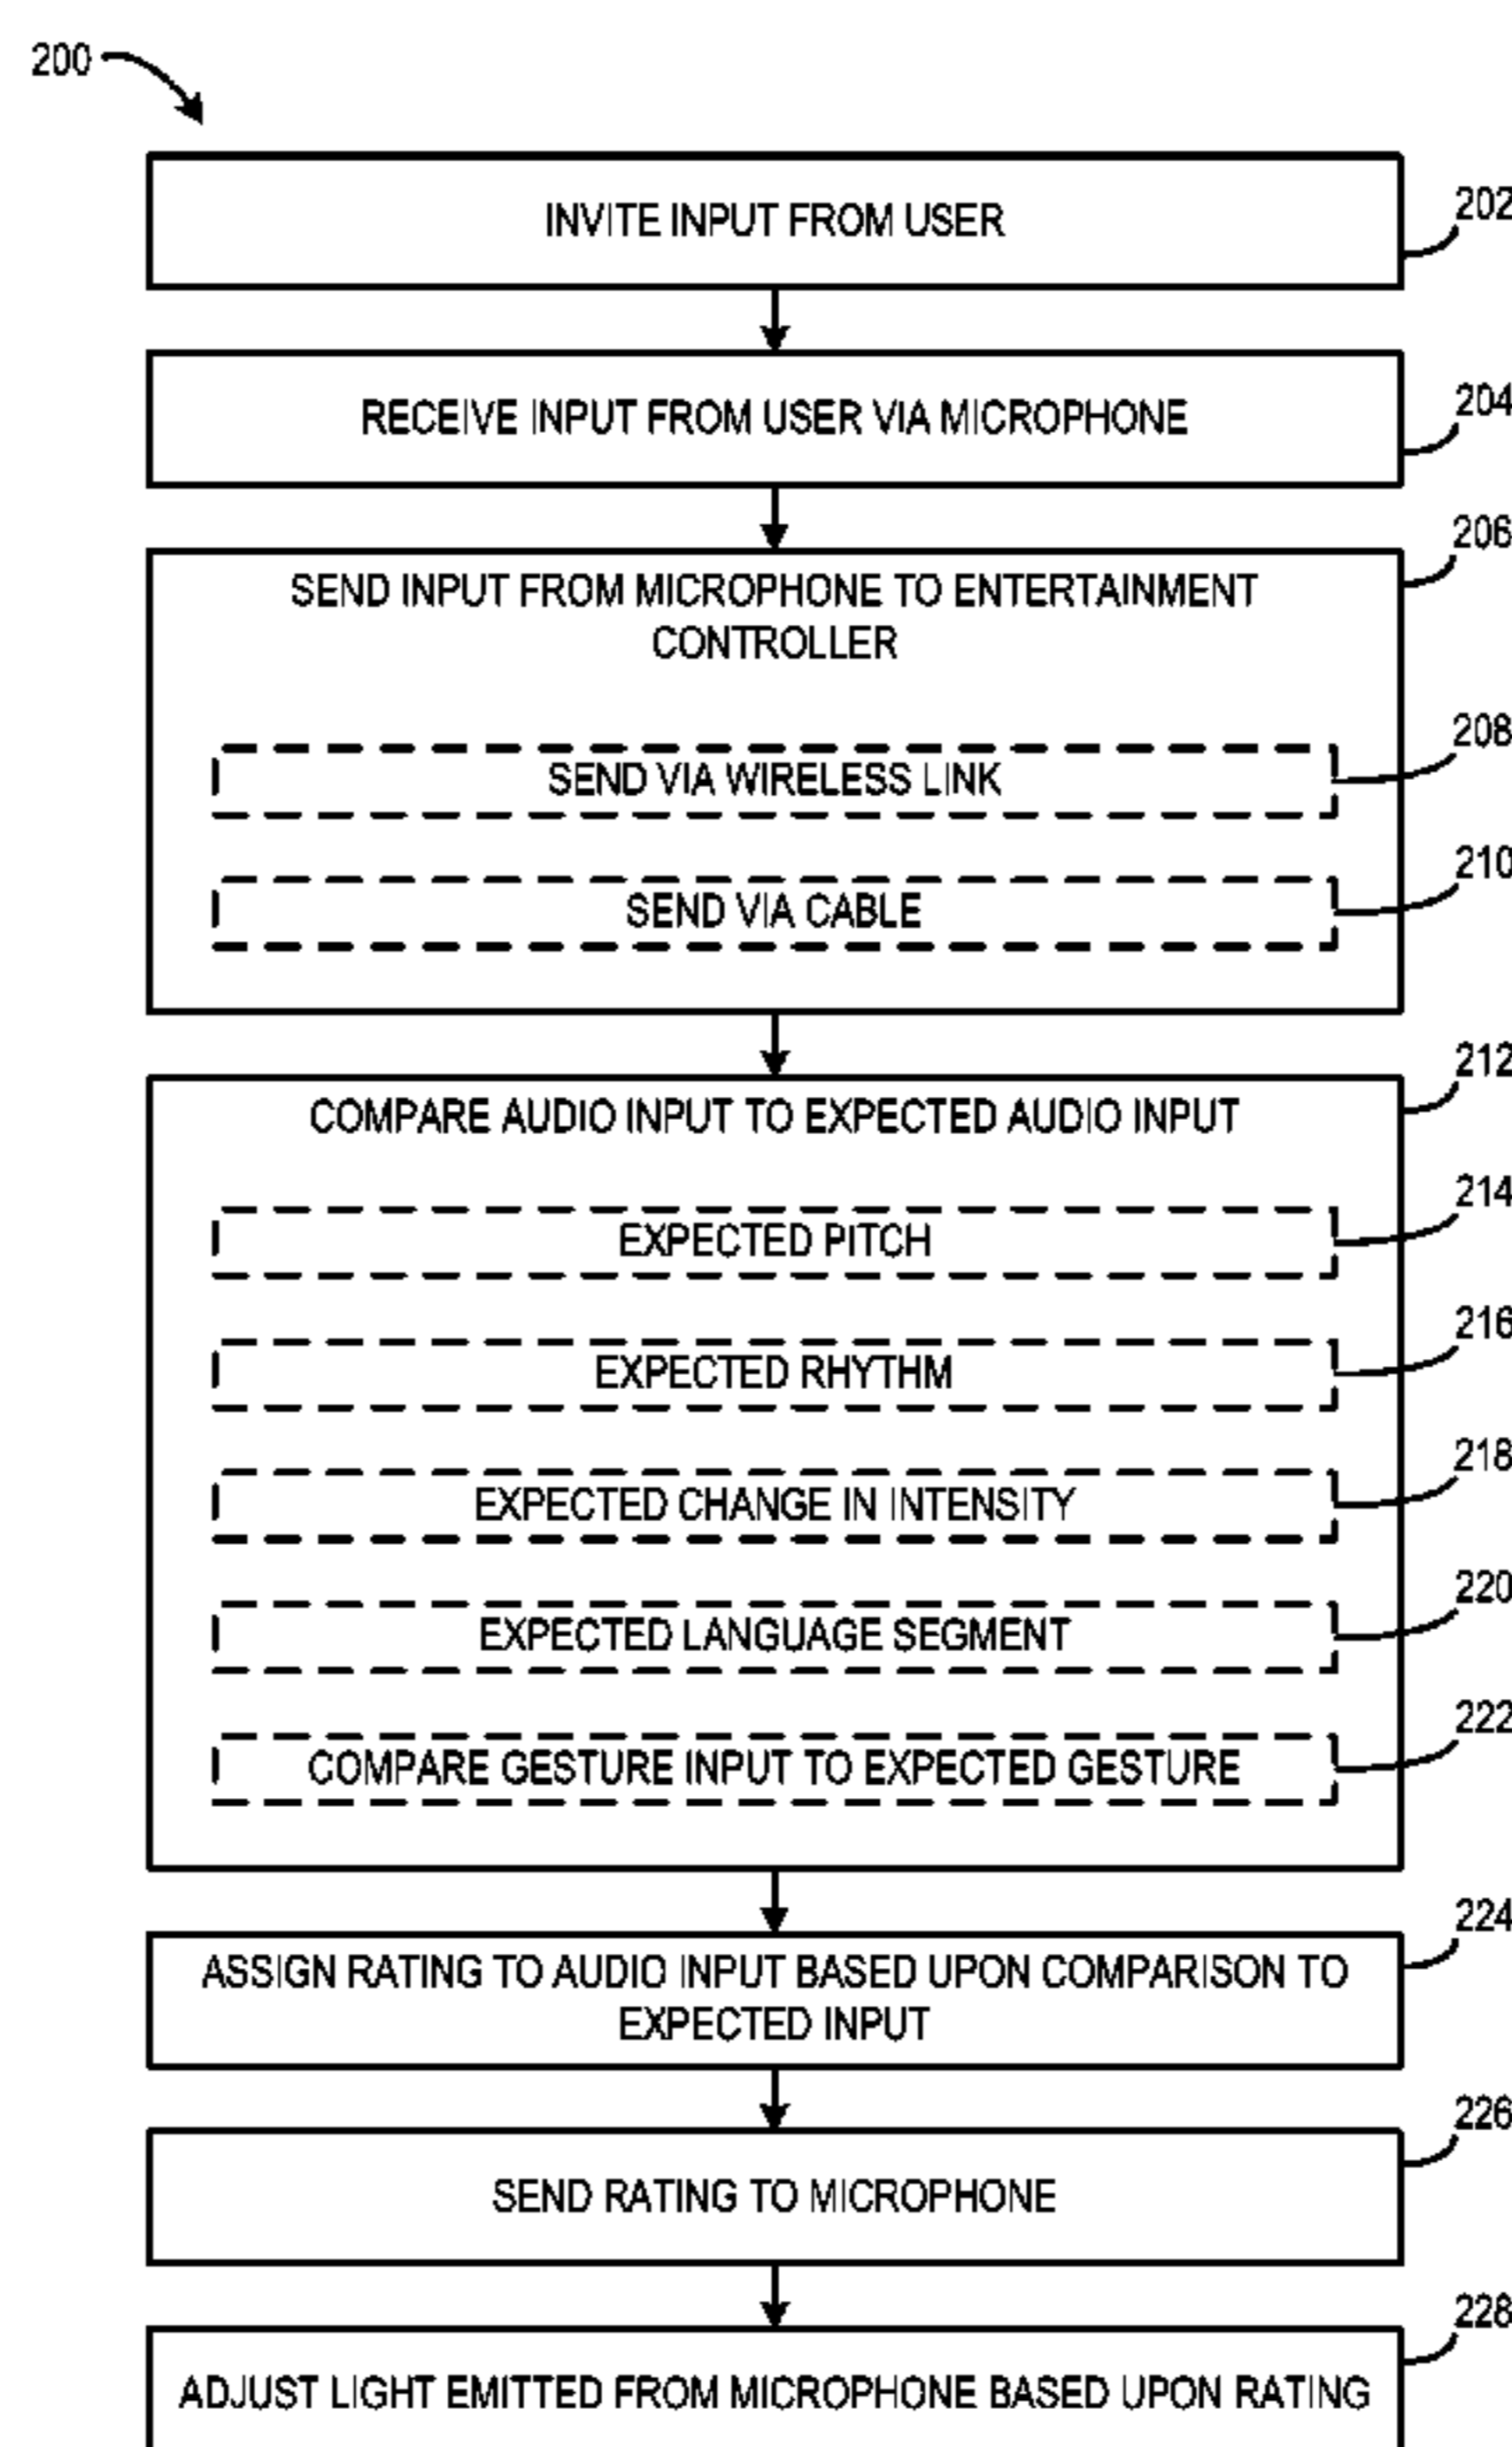 200
INVITE INPUT FROM USER
202
RECEIVE INPUT FROM USER VIA MICROPHONE
204
206
SEND INPUT FROM MICROPHONE TO ENTERTAINMENT
CONTROLLER
208
SEND VIA WIRELESS LINK
210
SEND VIA CABLE
212
COMPARE AUDIO INPUT TO EXPECTED AUDIO INPUT
214
EXPECTED PITCH
216
EXPECTED RHYTHM
218
EXPECTED CHANGE IN INTENSITY
220
EXPECTED LANGUAGE SEGMENT
222
COMPARE GESTURE INPUT TO EXPECTED GESTURE
224
ASSIGN RATING TO AUDIO INPUT BASED UPON COMPARISON TO
EXPECTED INPUT
226
SEND RATING TO MICROPHONE
228
ADJUST LIGHT EMITTED FROM MICROPHONE BASED UPON RATING